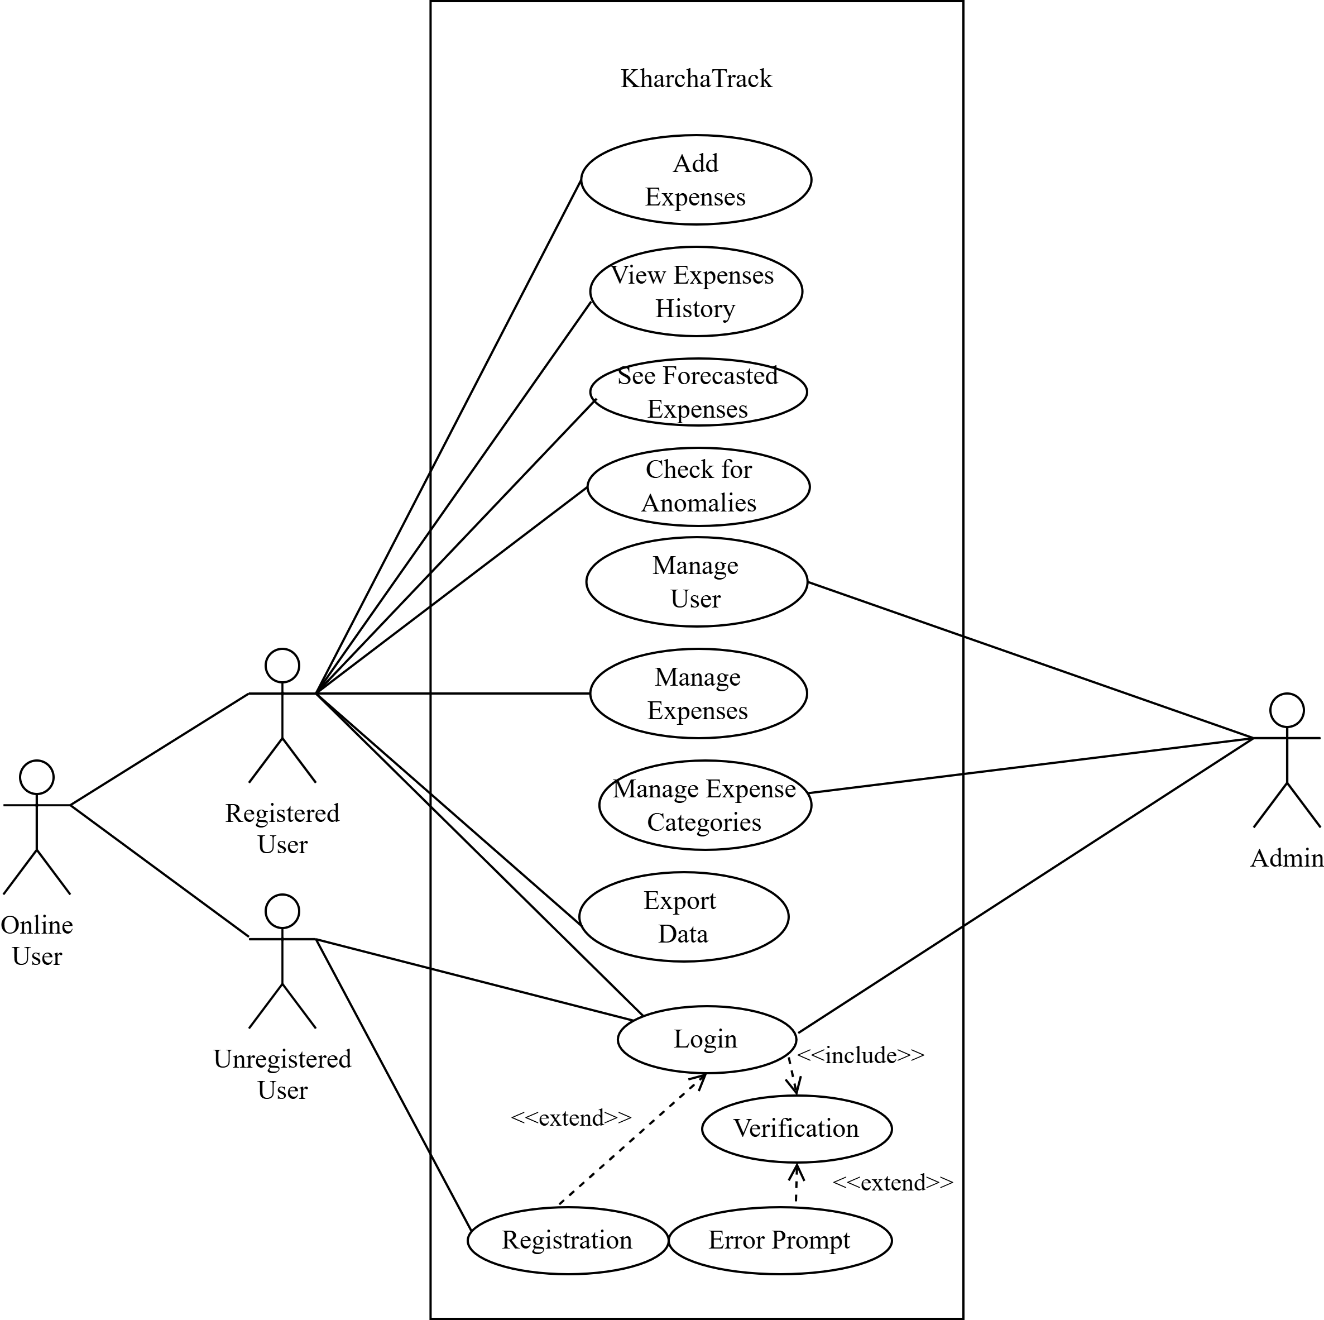 KharchaTrack
Add
Expenses
View Expenses
History
See Forecasted
Expenses
Check for
Anomalies
Manage
User
Manage
Expenses
Manage Expense
Categories
Export
Data
Login
<<include>>
<<extend>>
Verification
<<extend>>
Registration
Error Prompt
Registered
User
Online
User
Unregistered
User
Admin